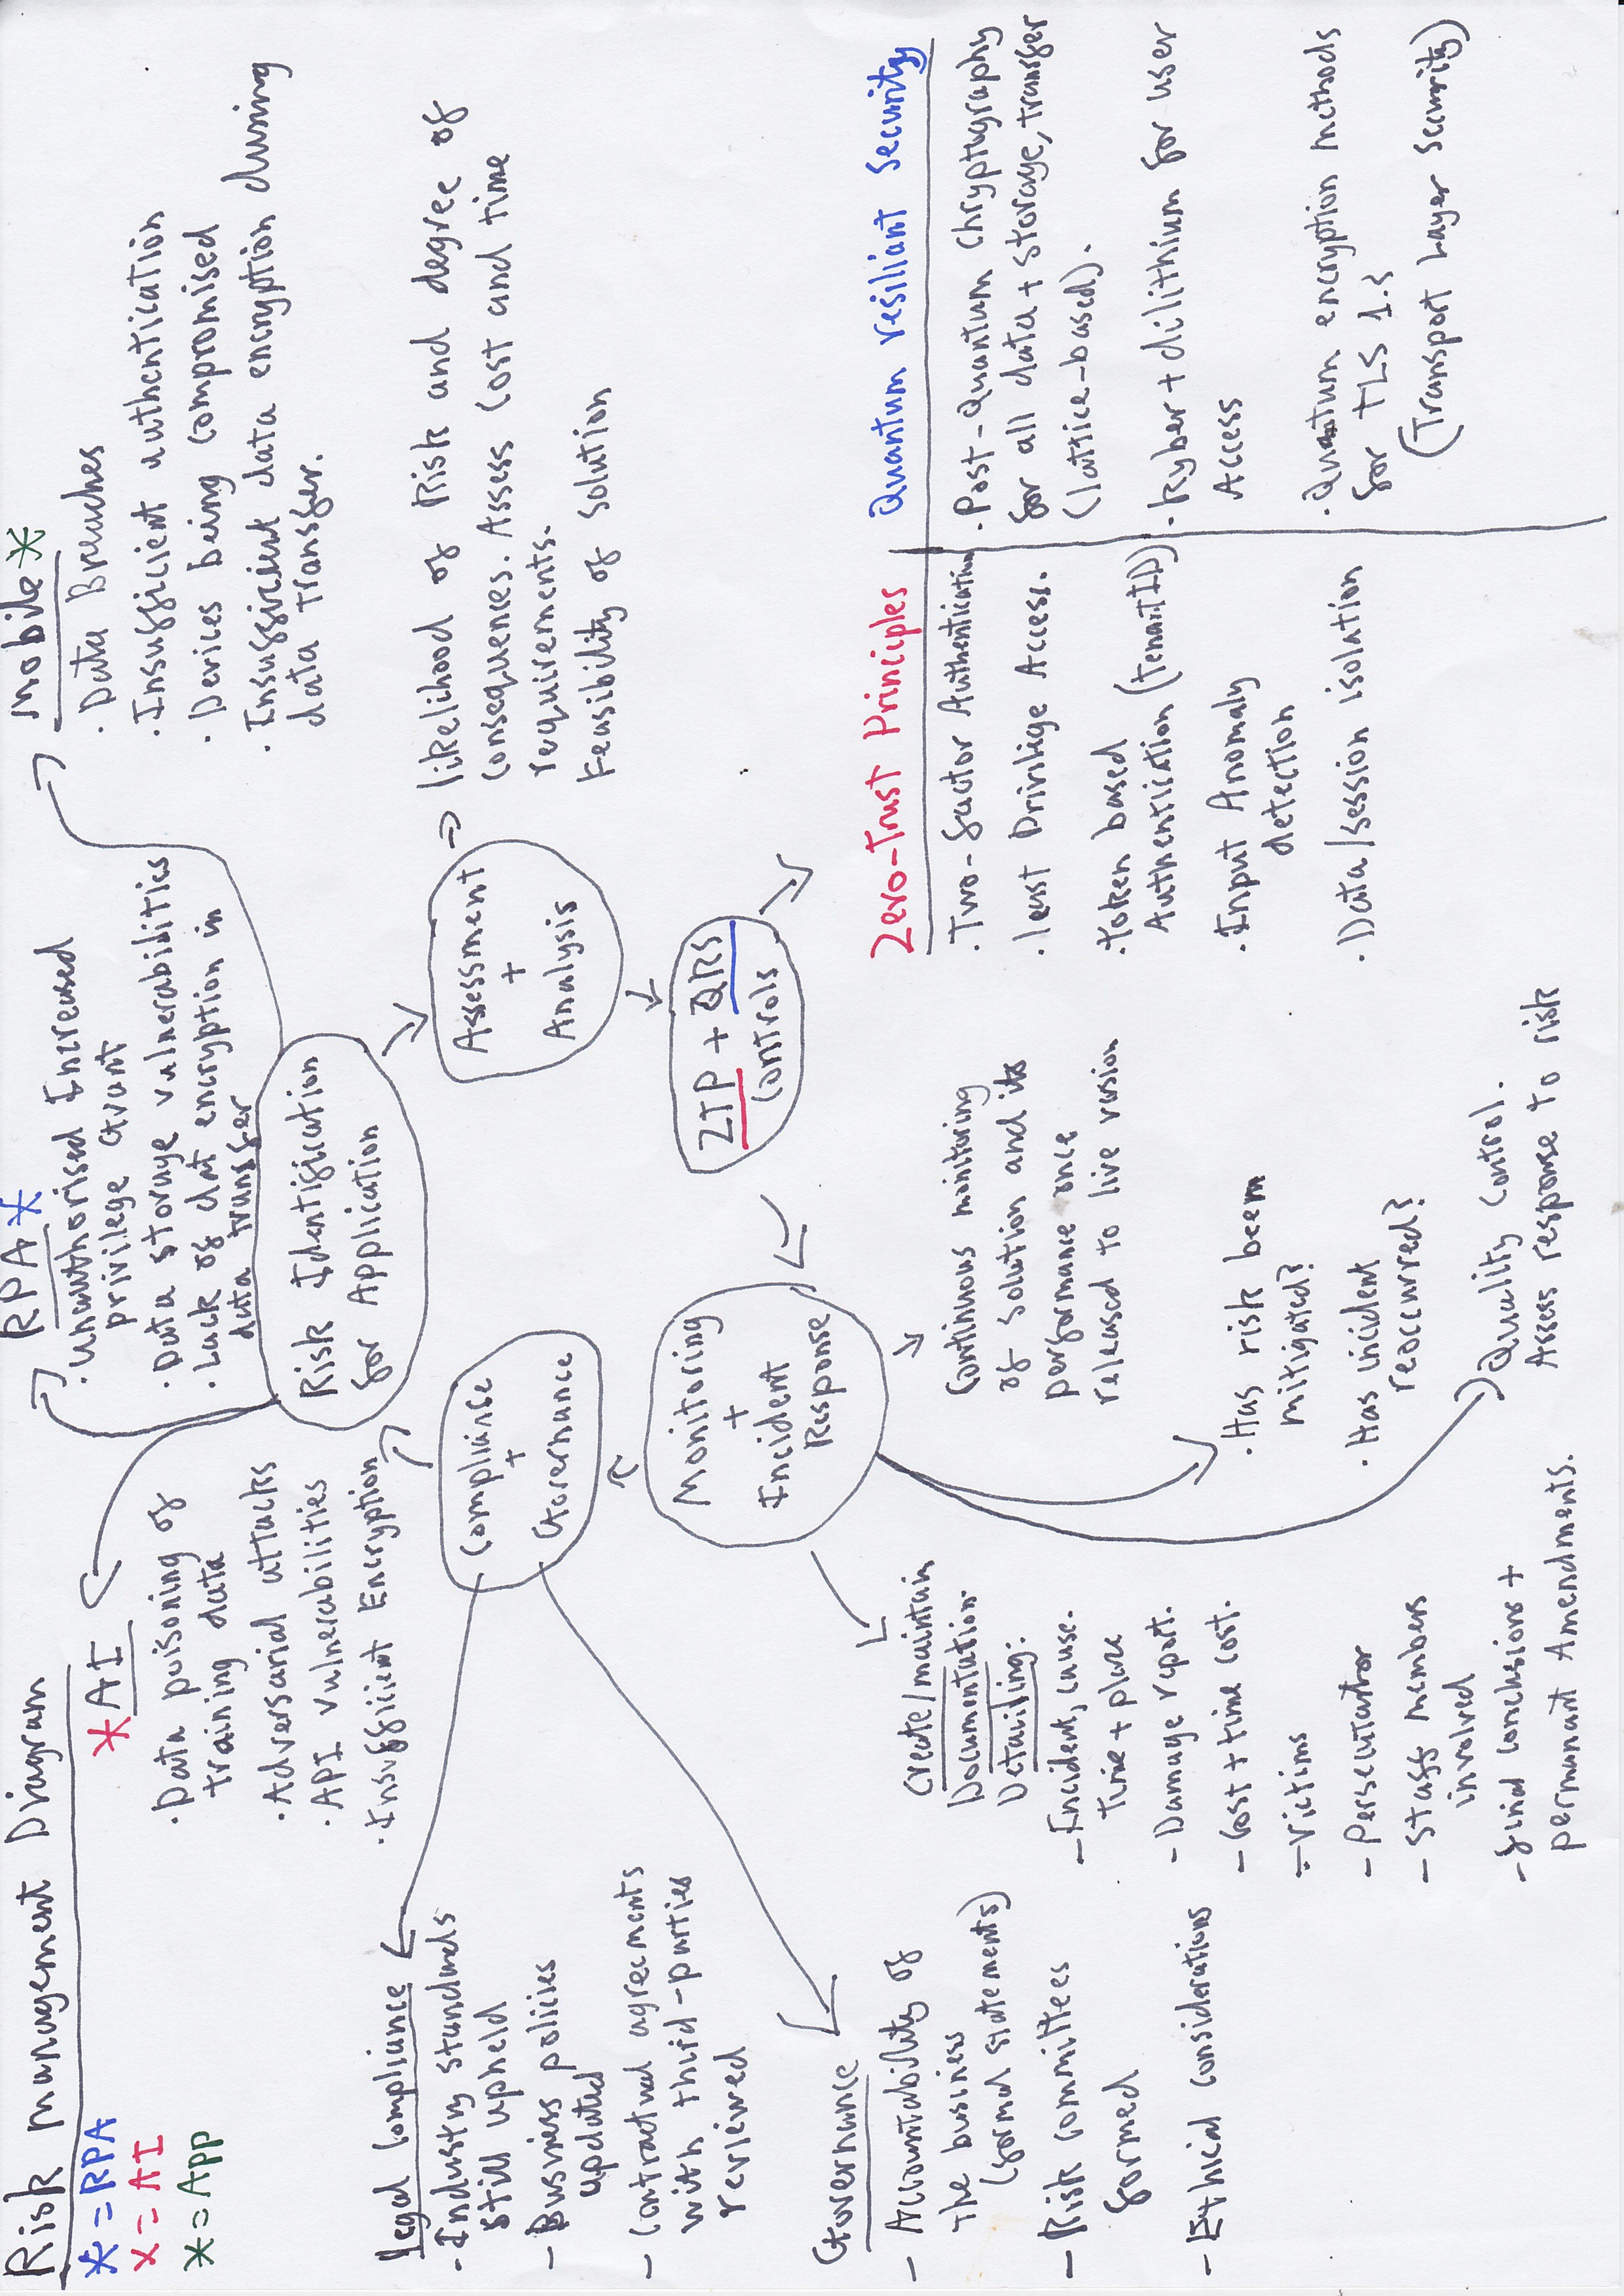 Risk management Diagram
* = RPA
* = AI
* = App
*AI
· Data poisoning of
training data
· Adversarial attacks
· API vulnerabilities
· Insufficient Encryption
RPA *
· Unauthorised Increased
privilege Grant
· Data storage vulnerabilities
· Lack of dat encryption in
data transfer
Mobile *
· Data Breaches
· Insufficient authentication
· Devices being compromised
· Insufficient data encryption during
data transfer.
Risk Identification
for Application
Assessment
+
Analysis
likelihood of risk and degree of
consequences. Assess cost and time
requirements.
Feasibility of solution
ZTP + QRS
Controls
Compliance
+
Governance
Monitoring
+
Incident
Response
Legal Compliance
- Industry standards
still upheld
- Business policies
updated
- Contractual agreements
with third-parties
reviewed
Governance
- Accountability of
the business
(formal statements)
- Risk committees
formed
- Ethical considerations
Create/maintain
Documentation:
Detailing:
- Incident, cause.
time + place
- Damage report.
- Cost + time cost.
- Victims
- Persecutor
- Staff members
involved
- final conclusions +
permanant Amendments.
Continuous monitoring
of solution and its
performance once
released to live version
· Has risk been
mitigated?
· Has incident
reoccurred?
Quality control.
Assess response to risk
Zero-Trust Principles
· Two-factor Authentication
· least Privilige Access.
· Token based
Authentication (TenantID)
· Input Anomaly
detection
· Data/session isolation
Quantum resiliant security
· Post-Quantum Chryptography
for all data + storage, transfer
(lattice-based).
· Kyber + dilithium for user
Access
· Quantum encryption methods
for TLS 1.3
(Transport Layer security)